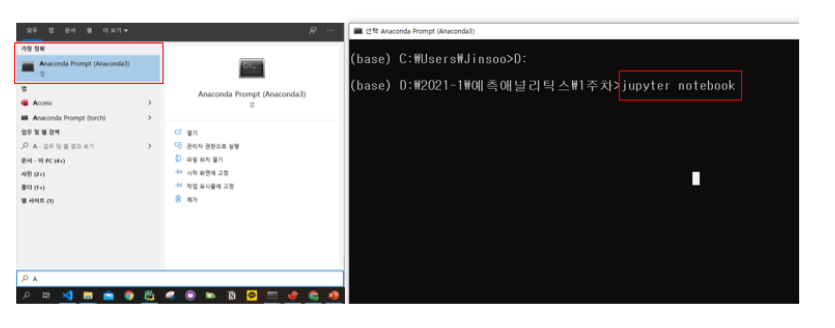 모두 앱 문서 웹 더 보기
가장 정확
Anaconda Prompt (Anaconda3)
앱
앱
Access
Anaconda Prompt (torch)
업무 및 웹 검색
A - 업무 및 웹 결과 보기
문서 - 이 PC (4+)
사진 (2+)
폴더 (1+)
웹 사이트 (1)
A
Anaconda Prompt (Anaconda3)
앱
열기
관리자 권한으로 실행
파일 위치 열기
시작 화면에 고정
작업 표시줄에 고정
제거
선택 Anaconda Prompt (Anaconda3)
(base) C:₩Users₩Jinsoo>D:
(base) D:₩2021-1₩예측애널리틱스₩1주차>jupyter notebook